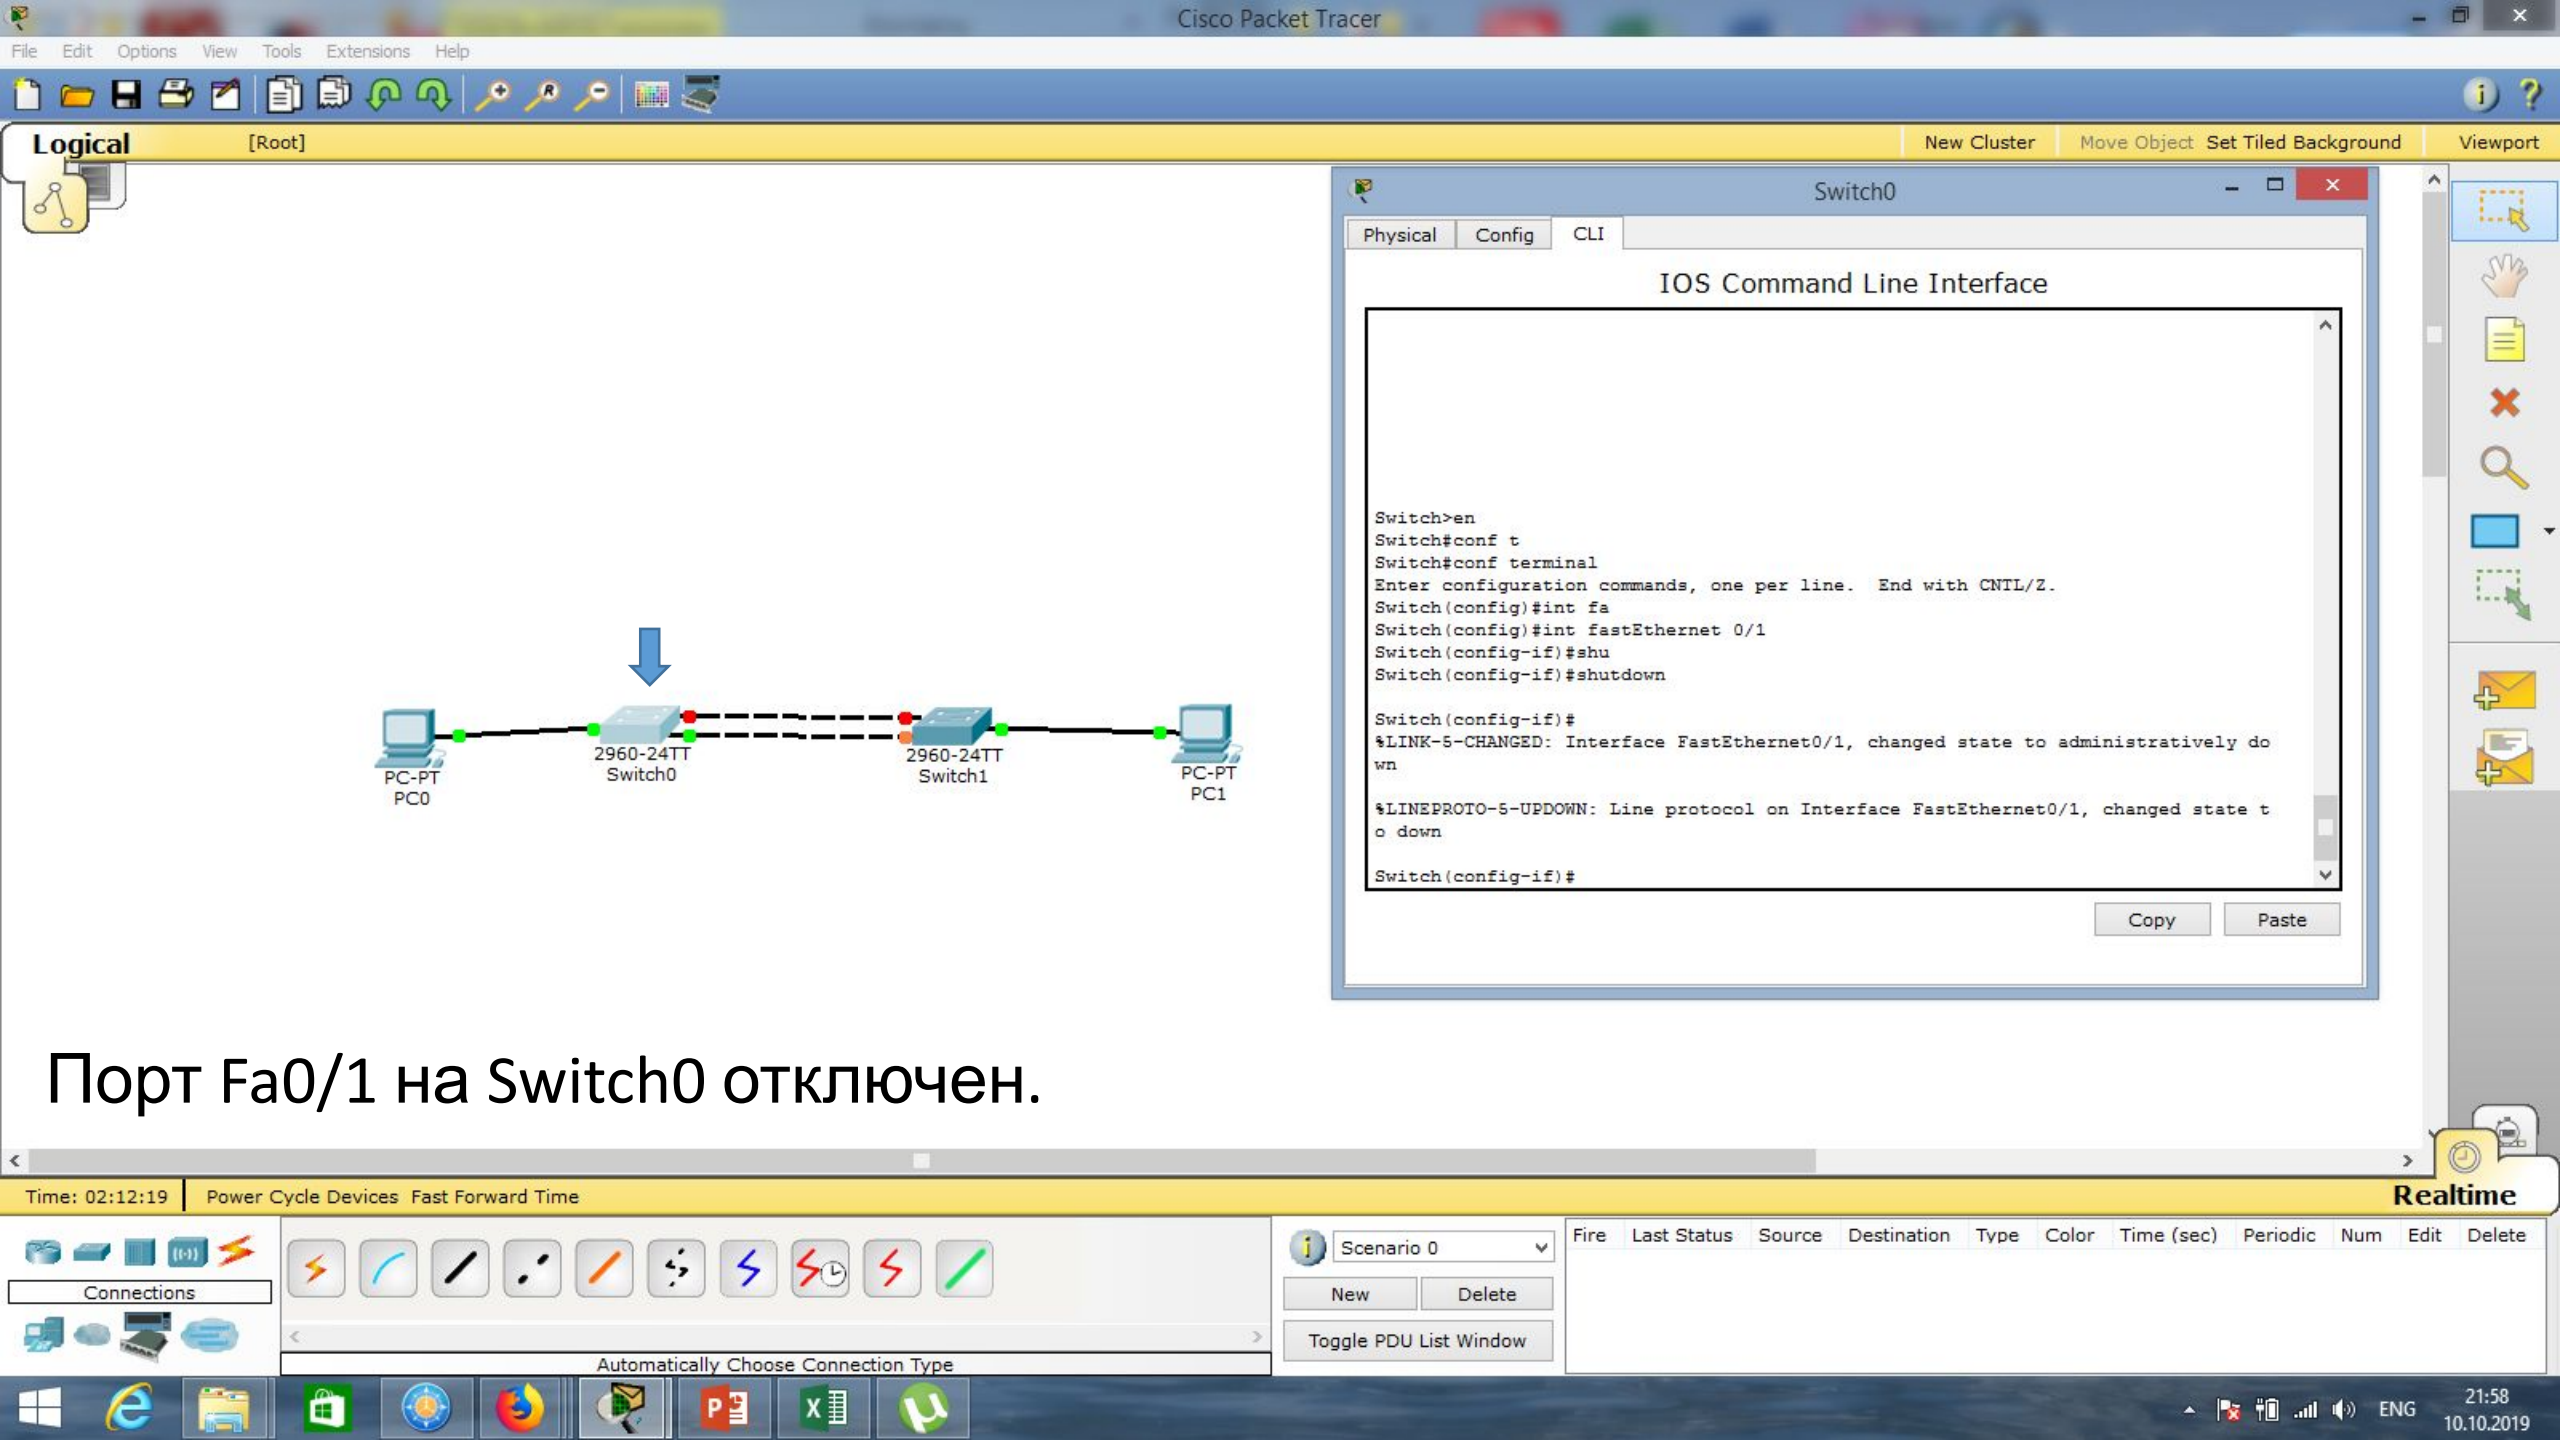 Cisco Packet Tracer
File Edit Options View Tools Extensions Help
Logical [Root] New Cluster Move Object Set Tiled Background Viewport
Switch0
Physical Config CLI
IOS Command Line Interface
Switch>en
Switch#conf t
Switch#conf terminal
Enter configuration commands, one per line.  End with CNTL/Z.
Switch(config)#int fa
Switch(config)#int fastEthernet 0/1
Switch(config-if)#shu
Switch(config-if)#shutdown
Switch(config-if)#
%LINK-5-CHANGED: Interface FastEthernet0/1, changed state to administratively do
wn
%LINEPROTO-5-UPDOWN: Line protocol on Interface FastEthernet0/1, changed state t
o down
Switch(config-if)#
Copy Paste
PC-PT
PC0
2960-24TT
Switch0
2960-24TT
Switch1
PC-PT
PC1
Порт Fa0/1 на Switch0 отключен.
Time: 02:12:19 Power Cycle Devices Fast Forward Time Realtime
Connections
Automatically Choose Connection Type
Scenario 0
New Delete
Toggle PDU List Window
Fire Last Status Source Destination Type Color Time (sec) Periodic Num Edit Delete
ENG
21:58
10.10.2019